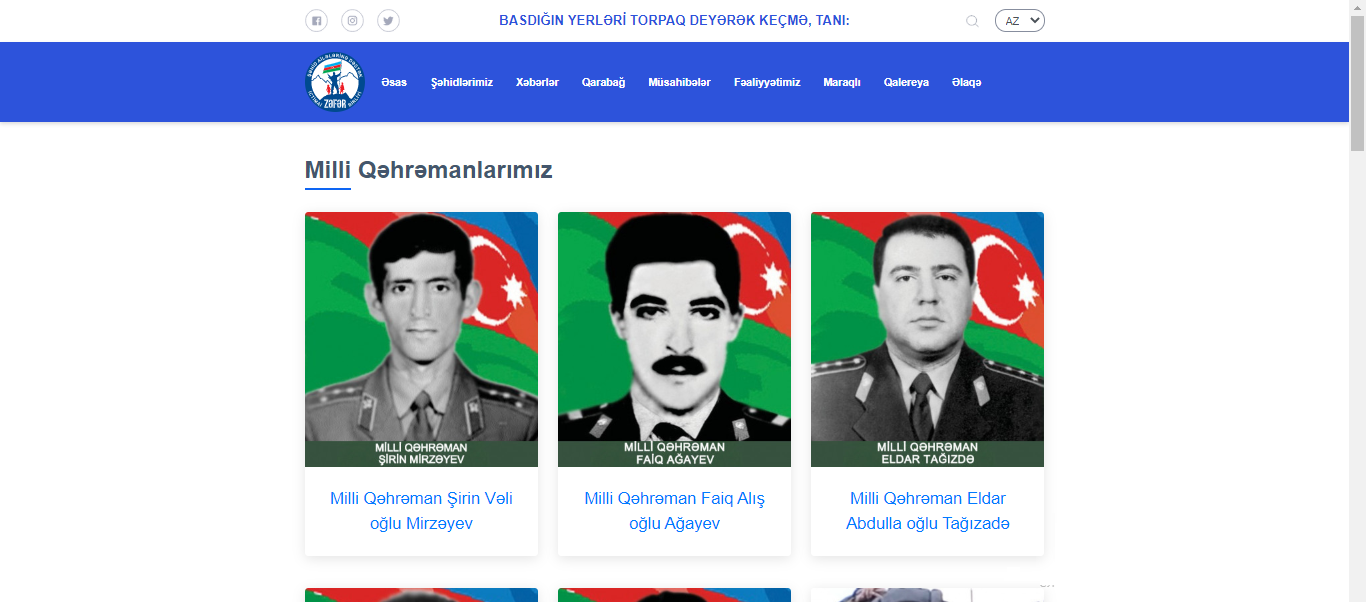 BASDIĞIN YERLƏRİ TORPAQ DEYƏRƏK KEÇMƏ, TANI:
AZ
ZƏFƏR
Əsas
Şəhidlərimiz
Xəbərlər
Qarabağ
Müsahibələr
Fəaliyyətimiz
Maraqlı
Qalereya
Əlaqə
Milli Qəhrəmanlarımız
MİLLİ QƏHRƏMAN
ŞİRİN MİRZƏYEV
MİLLİ QƏHRƏMAN
FAİQ AĞAYEV
MİLLİ QƏHRƏMAN
ELDAR TAĞIZDƏ
Milli Qəhrəman Şirin Vəli
oğlu Mirzəyev
Milli Qəhrəman Faiq Alış
oğlu Ağayev
Milli Qəhrəman Eldar
Abdulla oğlu Tağızadə